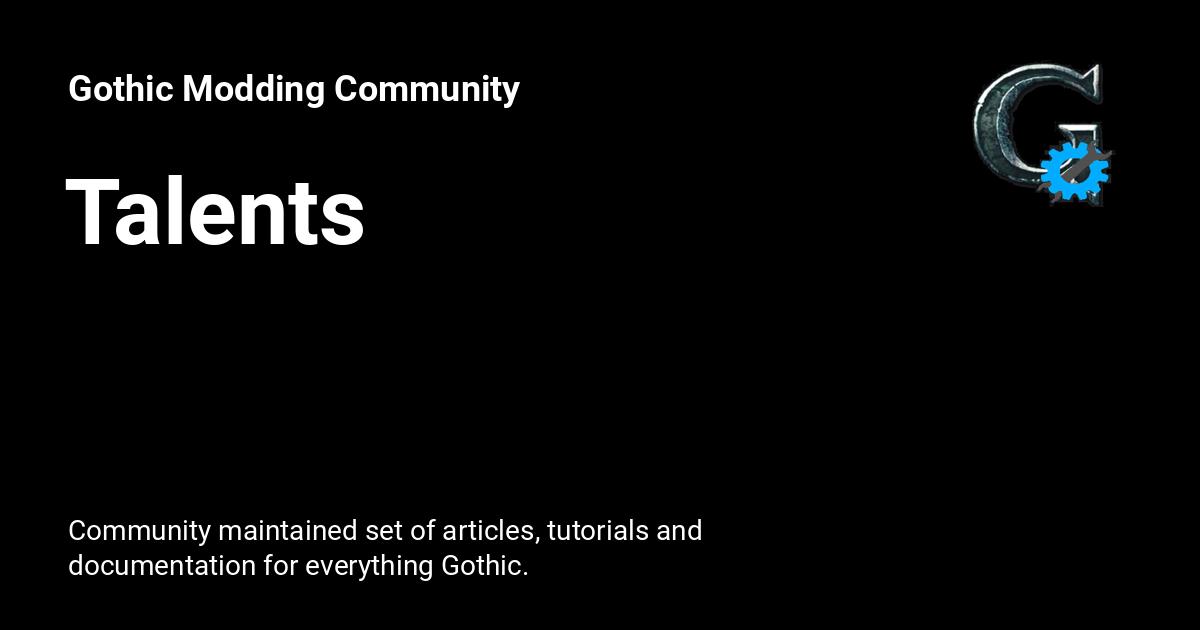 Gothic Modding Community
G
Talents
Community maintained set of articles, tutorials and
documentation for everything Gothic.